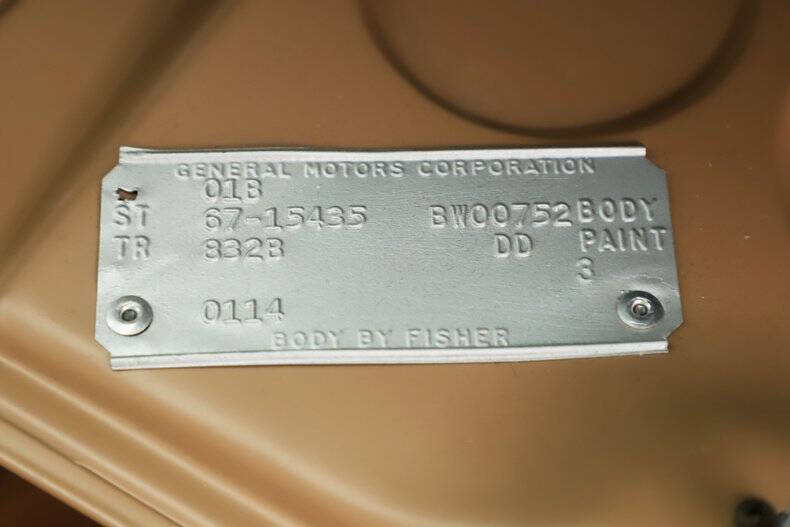 GENERAL MOTORS CORPORATION
01B
ST 67-15435 BW00752 BODY
TR 832B DD PAINT
3
0114
BODY BY FISHER